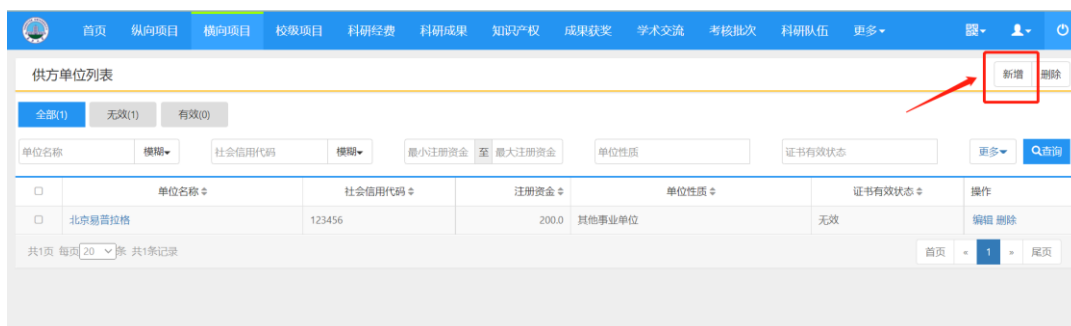 首页 纵向项目 横向项目 校级项目 科研经费 科研成果 知识产权 成果获奖 学术交流 考核批次 科研队伍 更多
供方单位列表 新增 删除
全部(1) 无效(1) 有效(0)
单位名称 模糊 社会信用代码 模糊 最小注册资金 至 最大注册资金 单位性质 证书有效状态 更多 查询
单位名称 社会信用代码 注册资金 单位性质 证书有效状态 操作
北京易普拉格 123456 200.0 其他事业单位 无效 编辑 删除
共1页 每页 20 条 共1条记录 首页 « 1 » 尾页